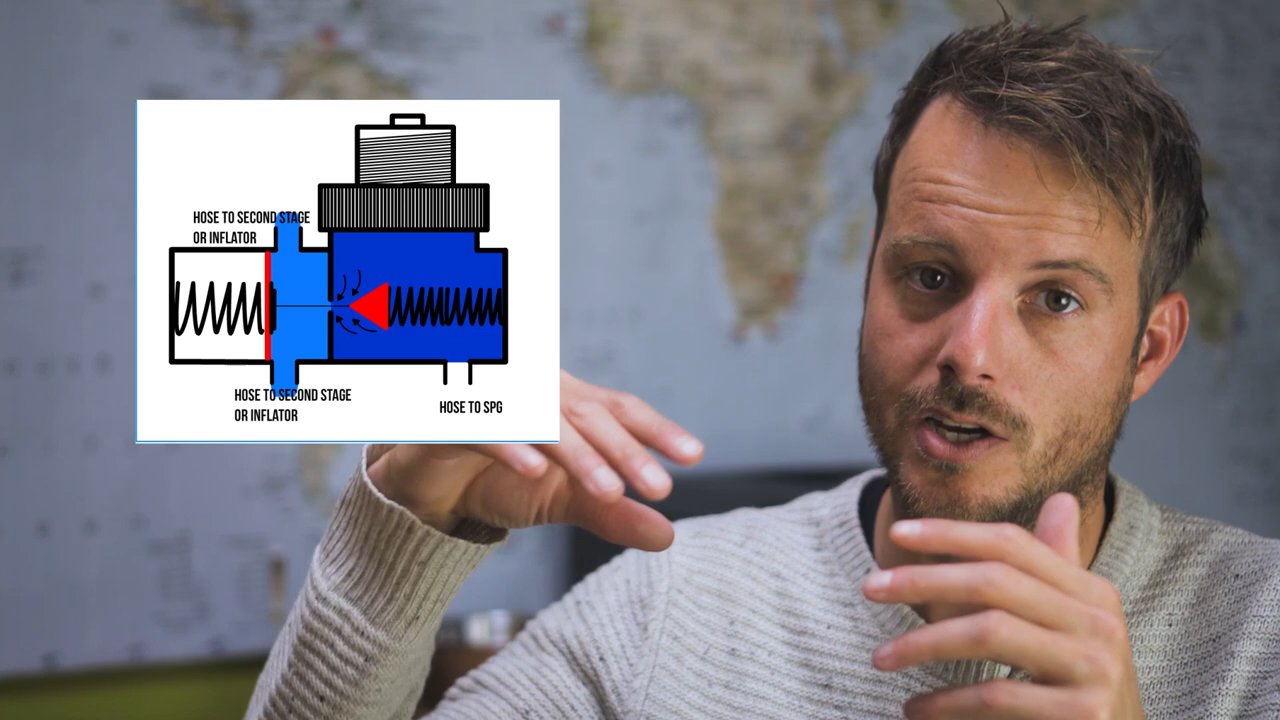 HOSE TO SECOND STAGE
OR INFLATOR
HOSE TO SECOND STAGE
OR INFLATOR
HOSE TO SPG